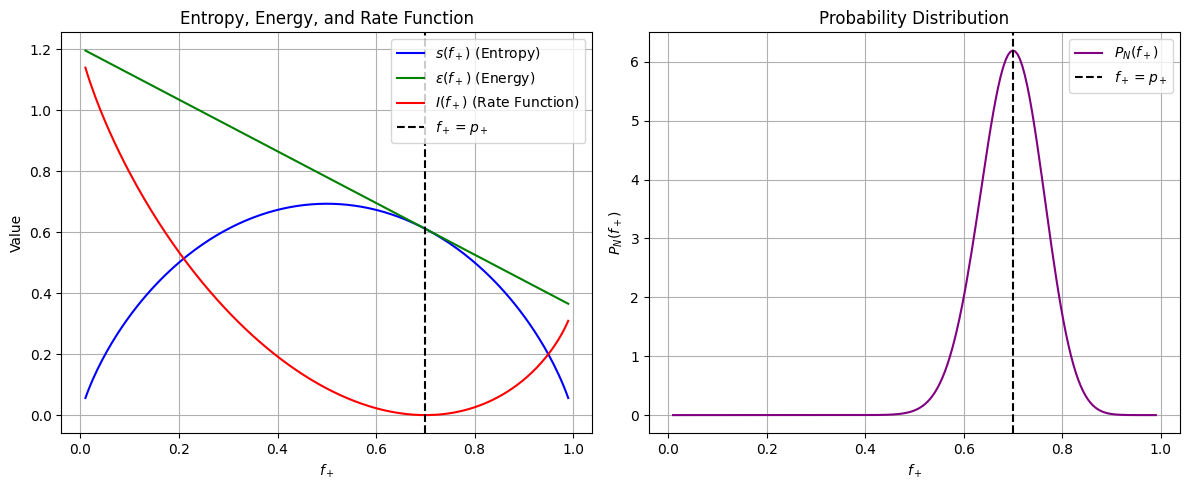 Entropy, Energy, and Rate Function
s(f₊) (Entropy)
ε(f₊) (Energy)
I(f₊) (Rate Function)
f₊ = p₊
Value
1.2
1.0
0.8
0.6
0.4
0.2
0.0
0.0 0.2 0.4 0.6 0.8 1.0
f₊
Probability Distribution
P_N(f₊)
f₊ = p₊
P_N(f₊)
6
5
4
3
2
1
0
0.0 0.2 0.4 0.6 0.8 1.0
f₊